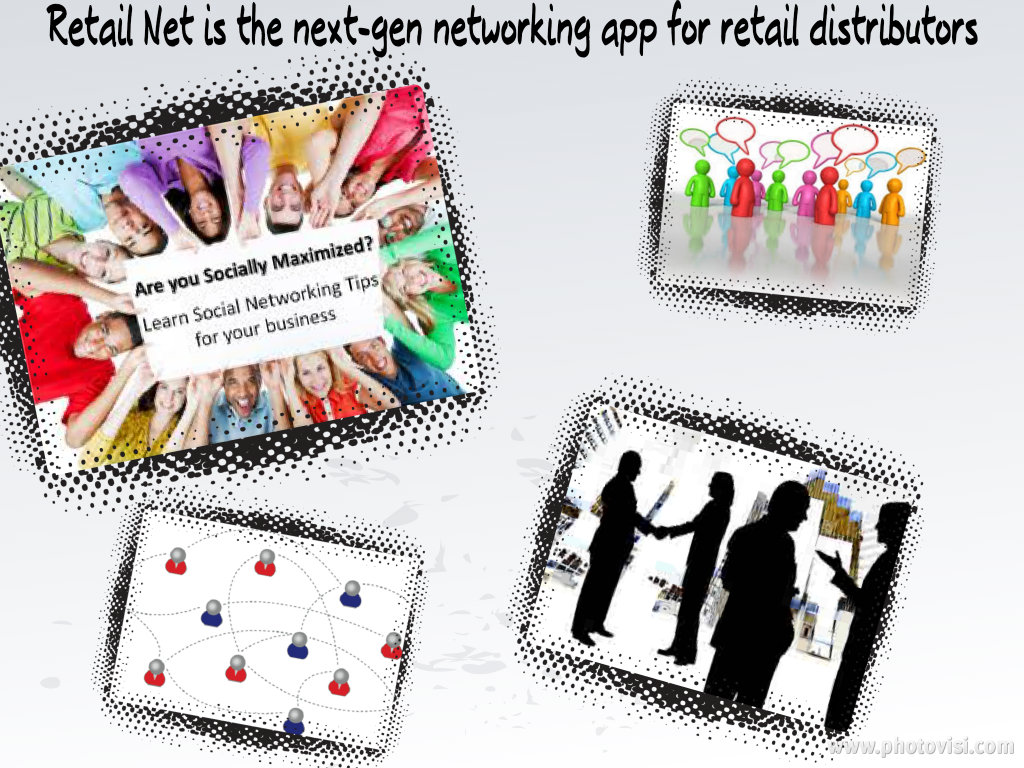 Retail Net is the next-gen networking app for retail distributors
Are you Socially Maximized?
Learn Social Networking Tips
for your business
www.photovisi.com